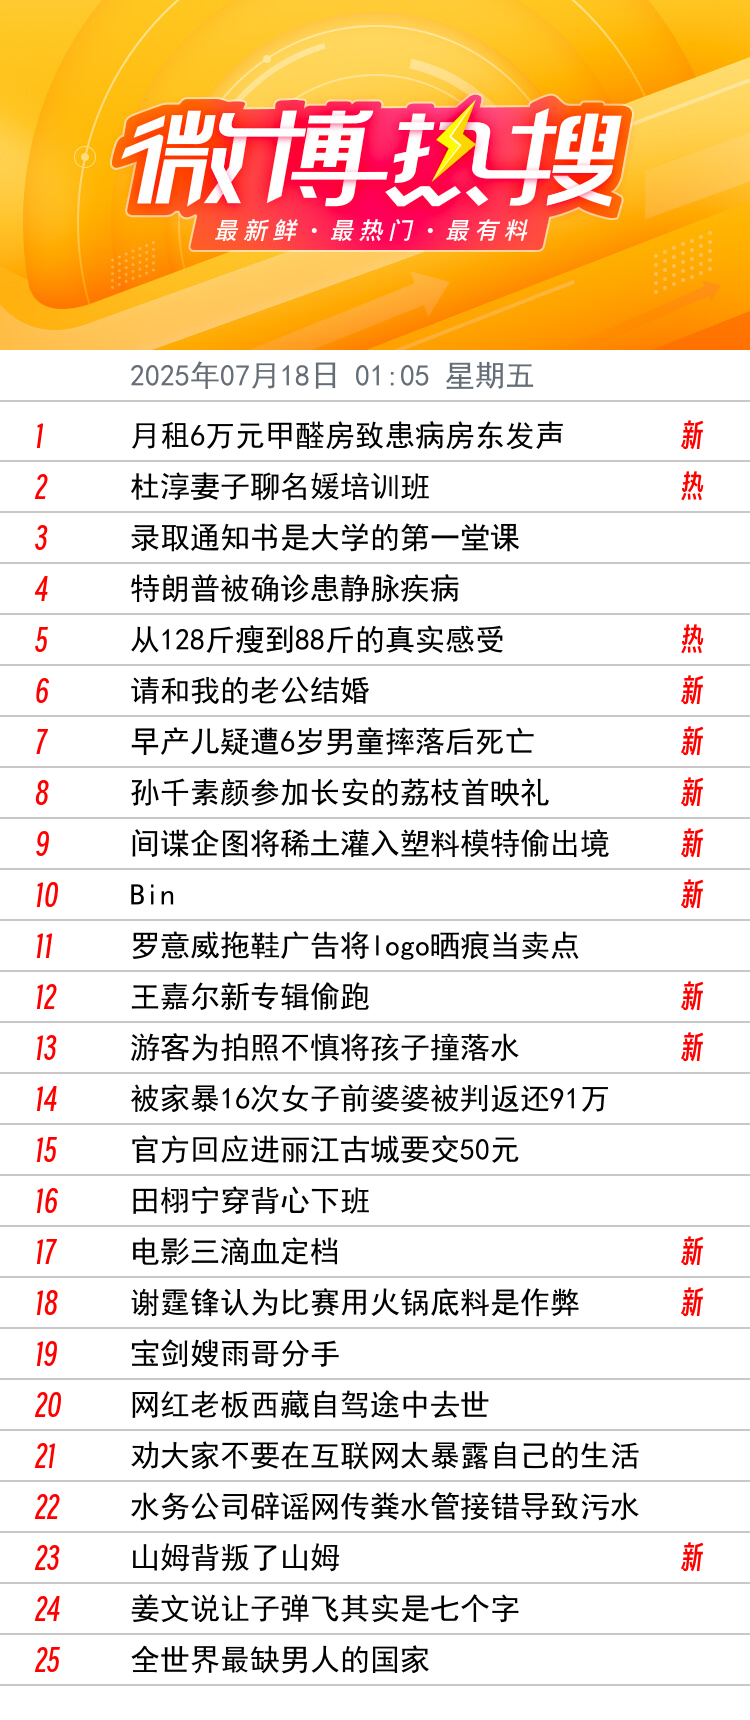 微博热搜
最新鲜·最热门·最有料
2025年07月18日 01:05 星期五
1 月租6万元甲醛房致患病房东发声 新
2 杜淳妻子聊名媛培训班 热
3 录取通知书是大学的第一堂课
4 特朗普被确诊患静脉疾病
5 从128斤瘦到88斤的真实感受 热
6 请和我的老公结婚 新
7 早产儿疑遭6岁男童摔落后死亡 新
8 孙千素颜参加长安的荔枝首映礼 新
9 间谍企图将稀土灌入塑料模特偷出境 新
10 Bin 新
11 罗意威拖鞋广告将logo晒痕当卖点
12 王嘉尔新专辑偷跑 新
13 游客为拍照不慎将孩子撞落水 新
14 被家暴16次女子前婆婆被判返还91万
15 官方回应进丽江古城要交50元
16 田栩宁穿背心下班
17 电影三滴血定档 新
18 谢霆锋认为比赛用火锅底料是作弊 新
19 宝剑嫂雨哥分手
20 网红老板西藏自驾途中去世
21 劝大家不要在互联网太暴露自己的生活
22 水务公司辟谣网传粪水管接错导致污水
23 山姆背叛了山姆 新
24 姜文说让子弹飞其实是七个字
25 全世界最缺男人的国家